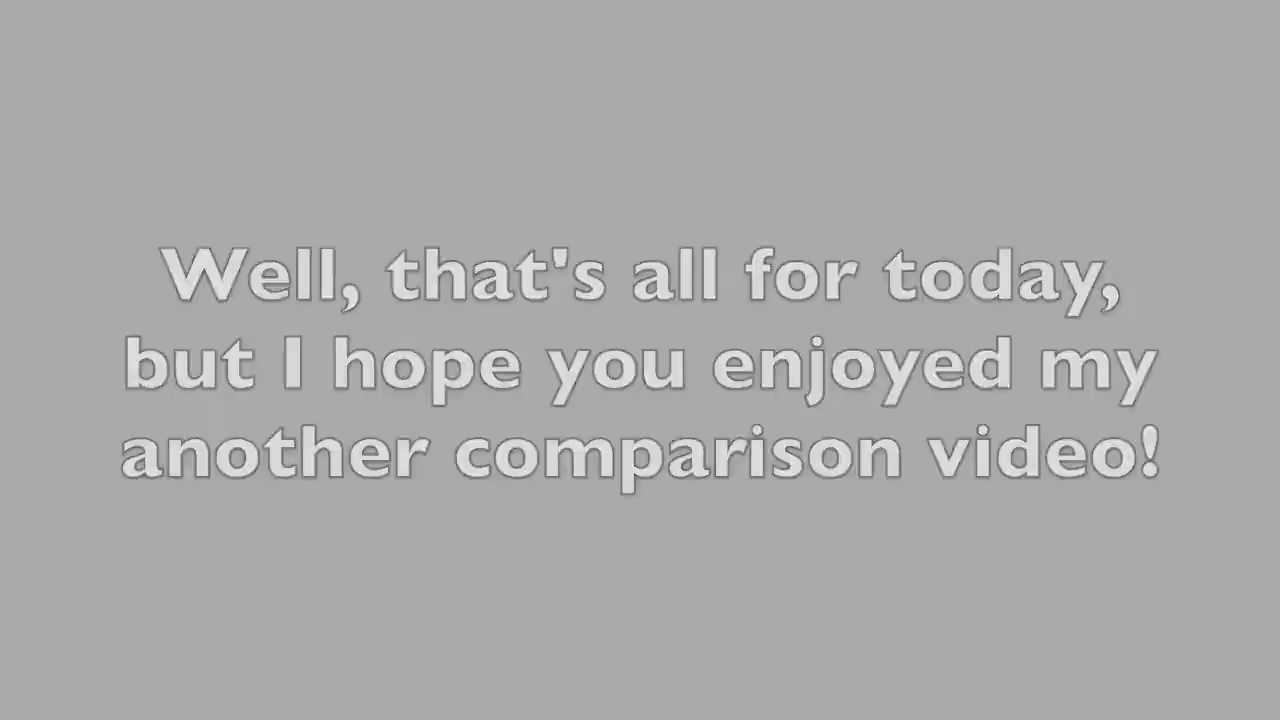 Well, that's all for today,
but I hope you enjoyed my
another comparison video!